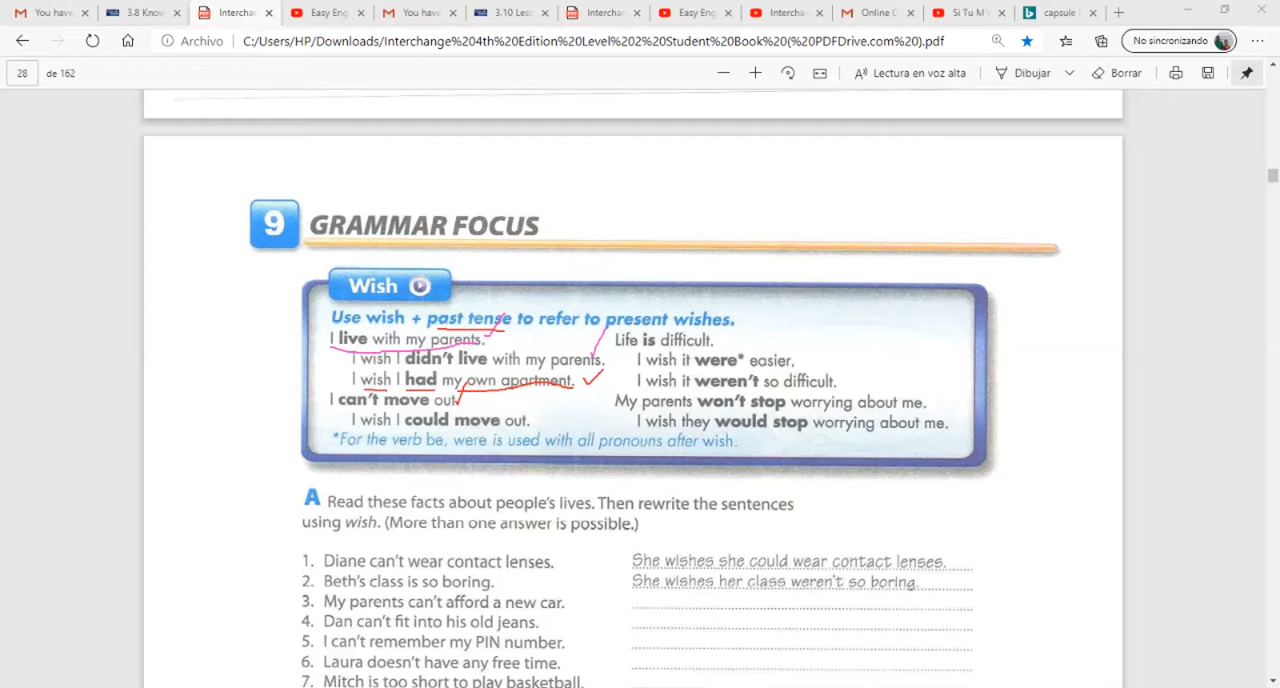 You have
3.8 Know
Interchan
Easy Eng
You have
3.10 Less
Interchan
Easy Eng
Interchan
Online C
Si Tu M'
capsule
Archivo
C:/Users/HP/Downloads/Interchange%204th%20Edition%20Level%202%20Student%20Book%20(%20PDFDrive.com%20).pdf
No sincronizando
28 de 162
Lectura en voz alta
Dibujar
Borrar
9 GRAMMAR FOCUS
Wish
Use wish + past tense to refer to present wishes.
I live with my parents.
I wish I didn't live with my parents.
I wish I had my own apartment.
I can't move out.
I wish I could move out.
Life is difficult.
I wish it were* easier.
I wish it weren't so difficult.
My parents won't stop worrying about me.
I wish they would stop worrying about me.
*For the verb be, were is used with all pronouns after wish.
A Read these facts about people's lives. Then rewrite the sentences
using wish. (More than one answer is possible.)
1. Diane can't wear contact lenses. She wishes she could wear contact lenses.
2. Beth's class is so boring. She wishes her class weren't so boring.
3. My parents can't afford a new car.
4. Dan can't fit into his old jeans.
5. I can't remember my PIN number.
6. Laura doesn't have any free time.
7. Mitch is too short to play basketball.